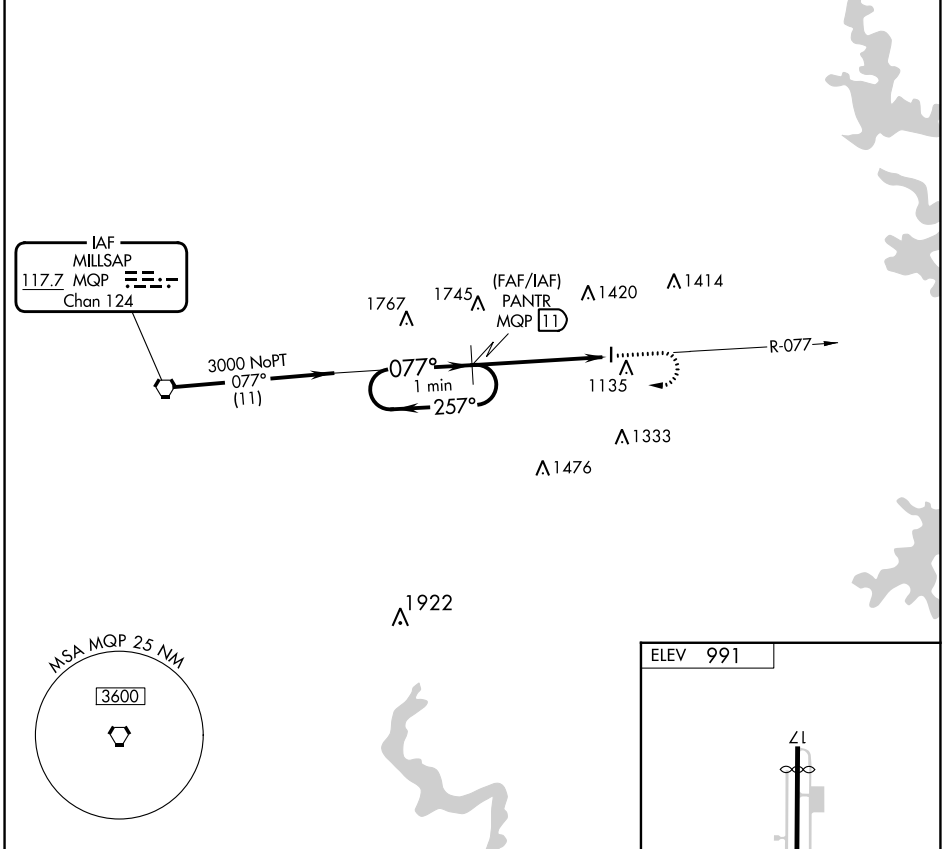 IAF
MILLSAP
117.7 MQP
Chan 124
3000 NoPT
077°
(11)
1767
1745
(FAF/IAF)
PANTR
MQP 11
1420
1414
077°
1 min
257°
1135
R-077
1333
1476
1922
MSA MQP 25 NM
3600
ELEV 991
17